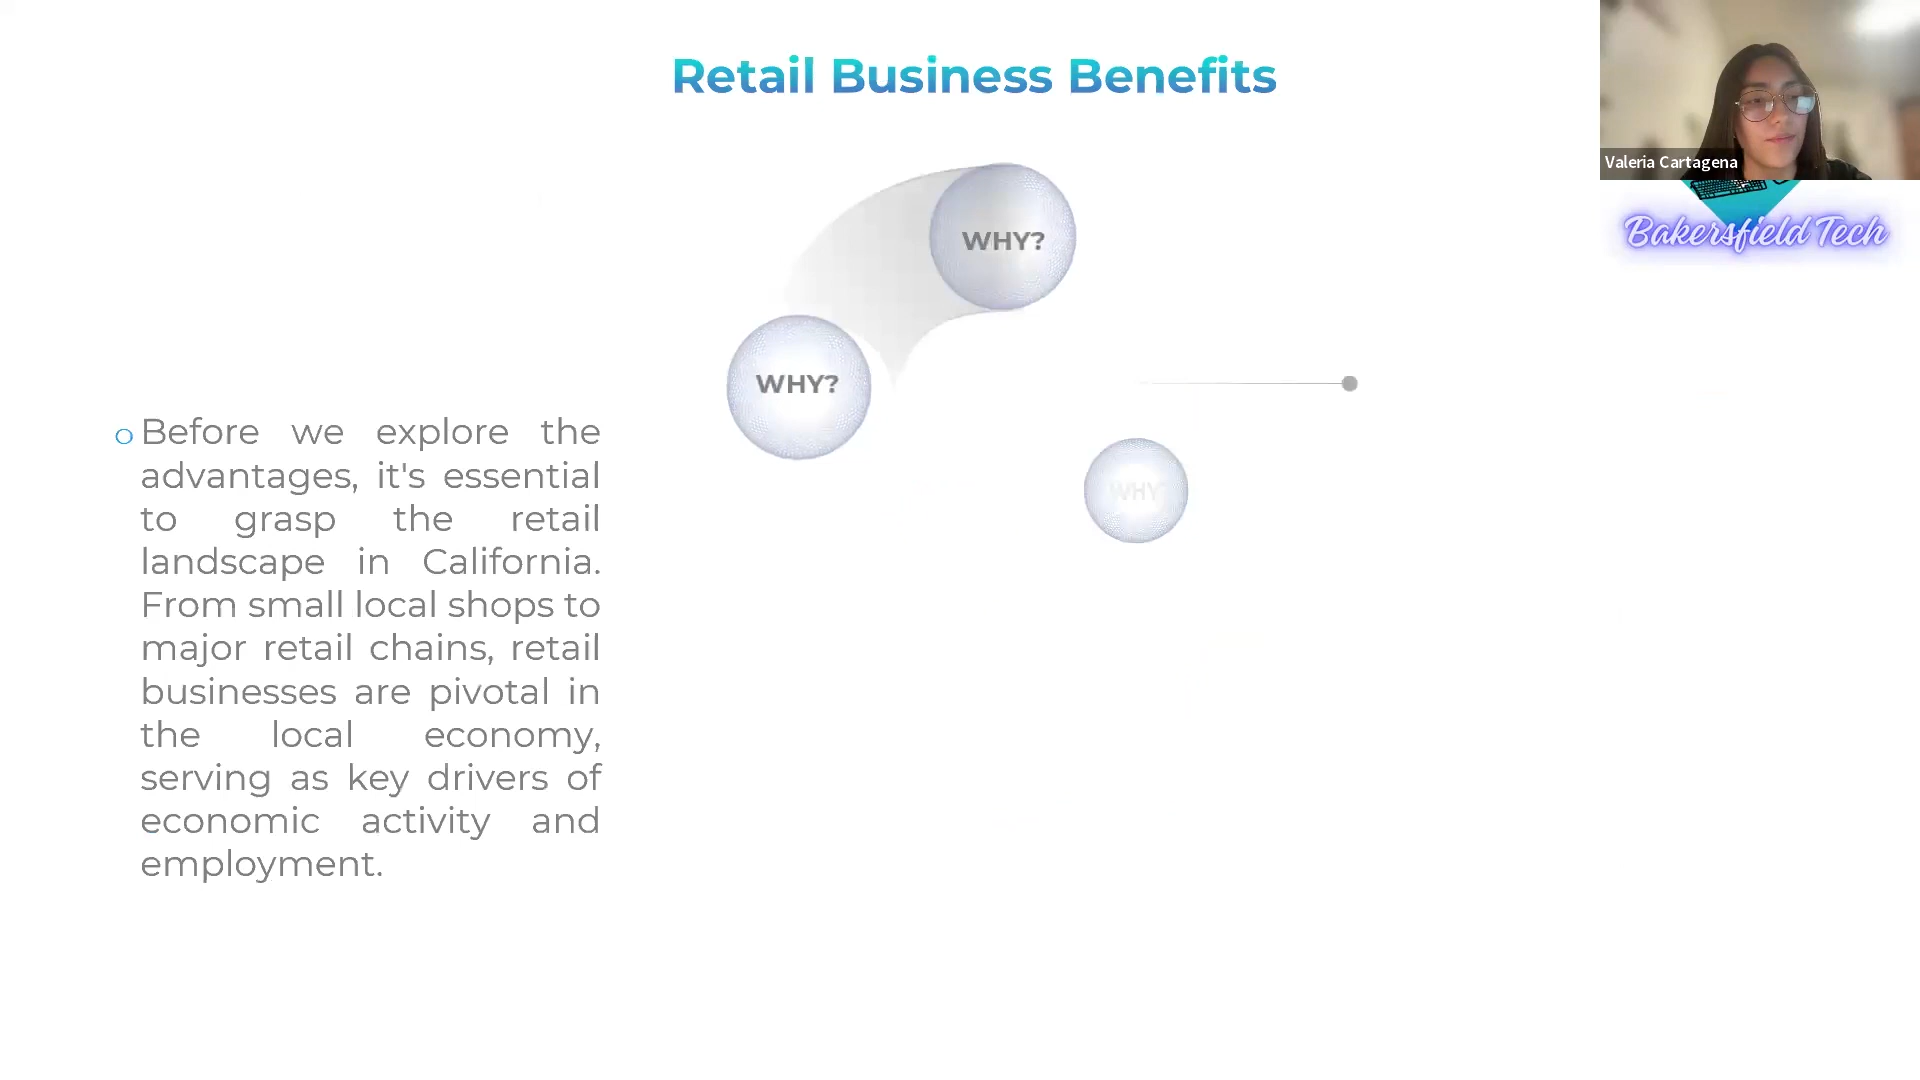 Retail Business Benefits
Valeria Cartagena
Bakersfield Tech
WHY?
WHY?
WHY
Before we explore the
advantages, it's essential
to grasp the retail
landscape in California.
From small local shops to
major retail chains, retail
businesses are pivotal in
the local economy,
serving as key drivers of
economic activity and
employment.